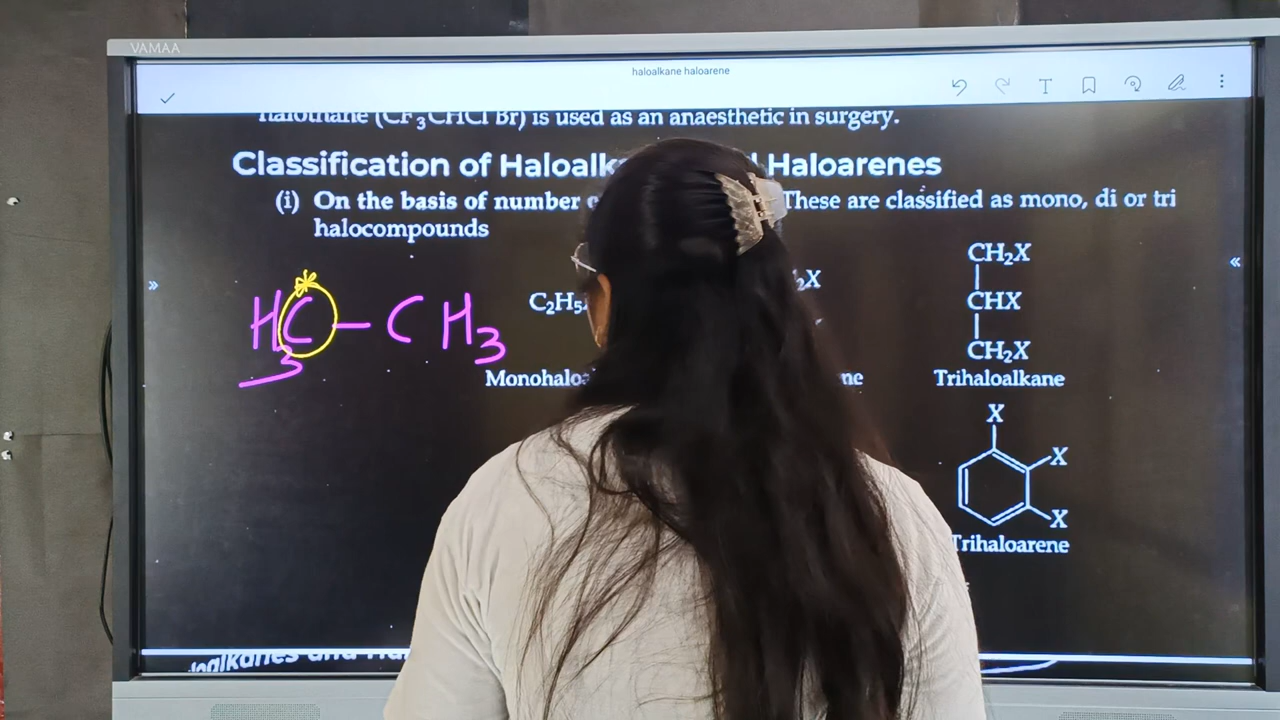 VAMAA
haloalkane haloarene
T
Halothane (CF3CHCl Br) is used as an anaesthetic in surgery.
Classification of Haloarenes
(i) On the basis of number These are classified as mono, di or tri
halocompounds
CH2X
CHX
CH2X
C2H5
H3C-CH3
Trihaloalkane
X
X
X
Trihaloarene